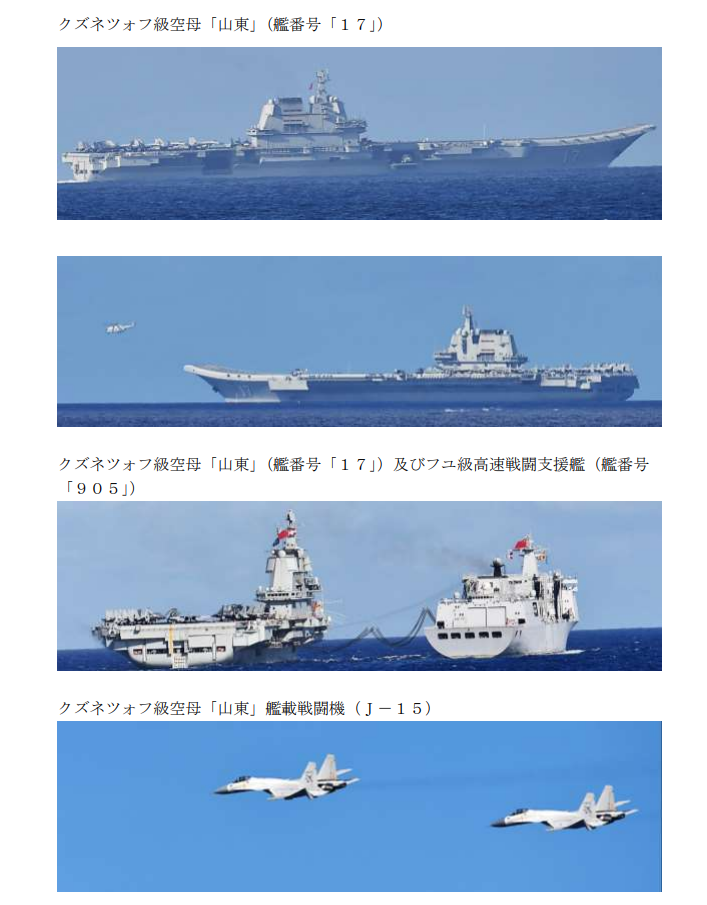 クズネツォフ級空母「山東」（艦番号「１７」）
17
クズネツォフ級空母「山東」（艦番号「１７」）及びフユ級高速戦闘支援艦（艦番号
「９０５」）
クズネツォフ級空母「山東」艦載戦闘機（Ｊ－１５）